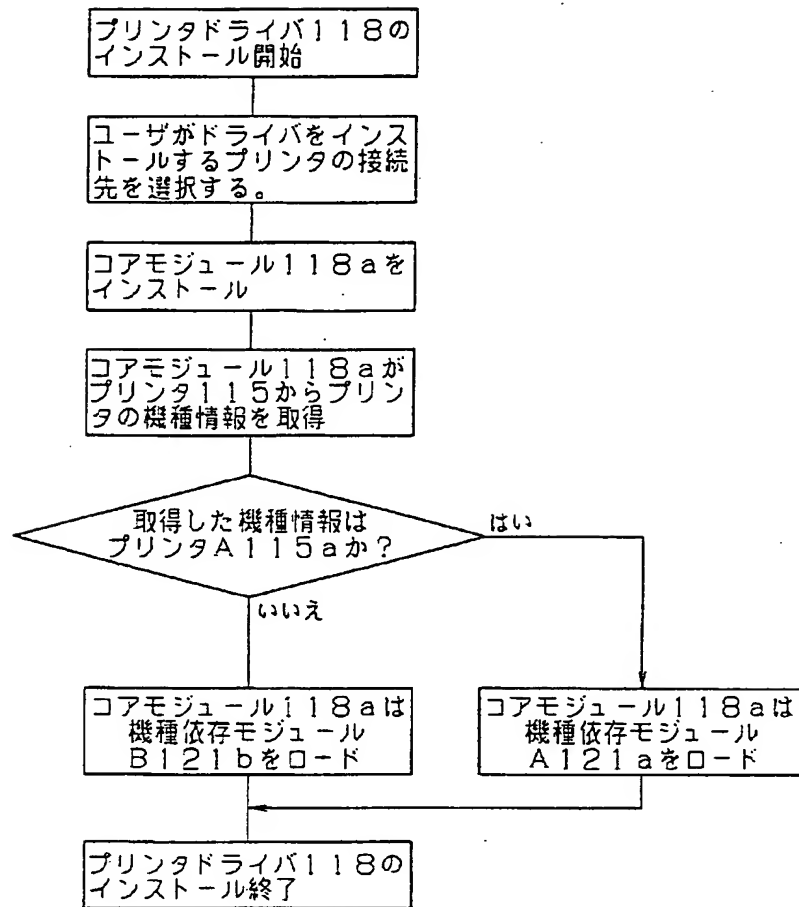 プリンタドライバ118の
インストール開始
ユーザがドライバをインス
トールするプリンタの接続
先を選択する。
コアモジュール118aを
インストール
コアモジュール118aが
プリンタ115からプリン
タの機種情報を取得
取得した機種情報は
プリンタA115aか?
はい
いいえ
コアモジュール118aは
機種依存モジュール
B121bをロード
コアモジュール118aは
機種依存モジュール
A121aをロード
プリンタドライバ118の
インストール終了